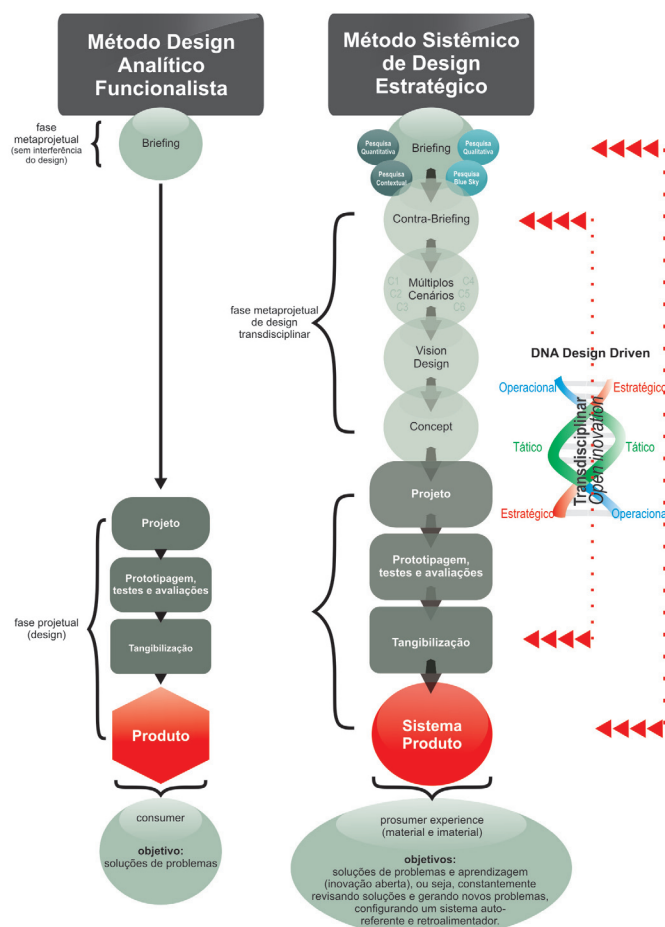 Método Design
Analítico
Funcionalista
fase
metaprojetual
(sem interferência
do design)
Briefing
Projeto
Prototipagem,
testes e avaliações
Tangibilização
fase projetual
(design)
Produto
consumer
objetivo:
soluções de problemas
Método Sistêmico
de Design
Estratégico
Briefing
Pesquisa
Quantitativa
Pesquisa
Qualitativa
Pesquisa
Contextual
Pesquisa
Blue Sky
Contra-Briefing
Múltiplos
Cenários
C1
C2
C3
C4
C5
C6
fase metaprojetual
de design
transdisciplinar
Vision
Design
Concept
Projeto
Prototipagem,
testes e avaliações
Tangibilização
Sistema
Produto
prosumer experience
(material e imaterial)
objetivos:
soluções de problemas e aprendizagem
(inovação aberta), ou seja, constantemente
revisando soluções e gerando novos problemas,
configurando um sistema auto-
referente e retroalimentador.
DNA Design Driven
Operacional
Estratégico
Tático
Tático
Estratégico
Operacional
Transdisciplinar
Open inovation